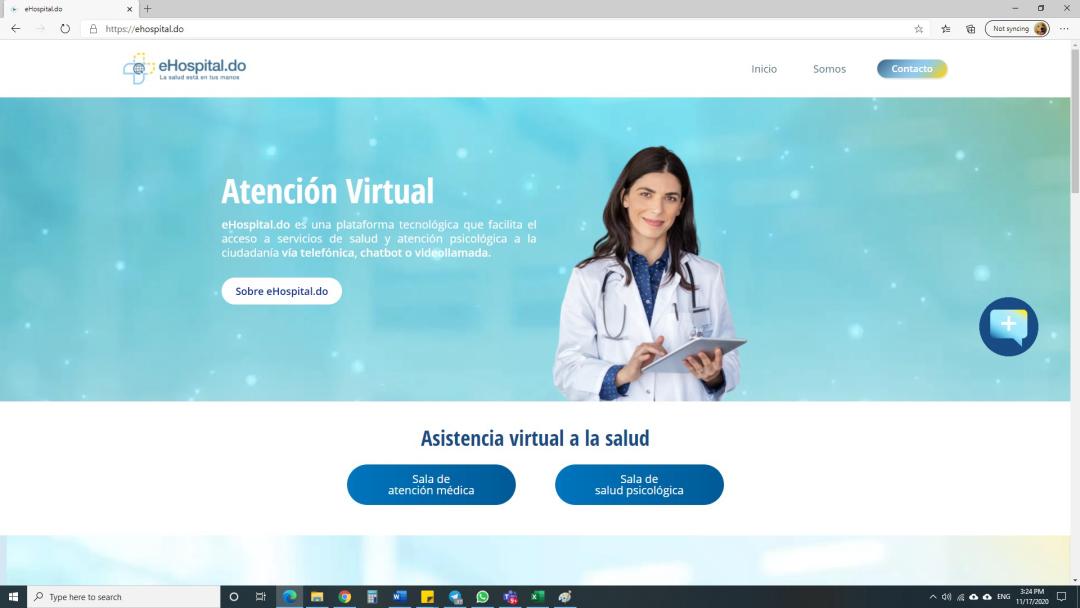 eHospital.do
https://ehospital.do
Not syncing
eHospital.do
La salud está en tus manos
Inicio
Somos
Contacto
Atención Virtual
eHospital.do es una plataforma tecnológica que facilita el
acceso a servicios de salud y atención psicológica a la
ciudadanía vía telefónica, chatbot o videollamada.
Sobre eHospital.do
Asistencia virtual a la salud
Sala de
atención médica
Sala de
salud psicológica
Type here to search
ENG
3:24 PM
11/17/2020